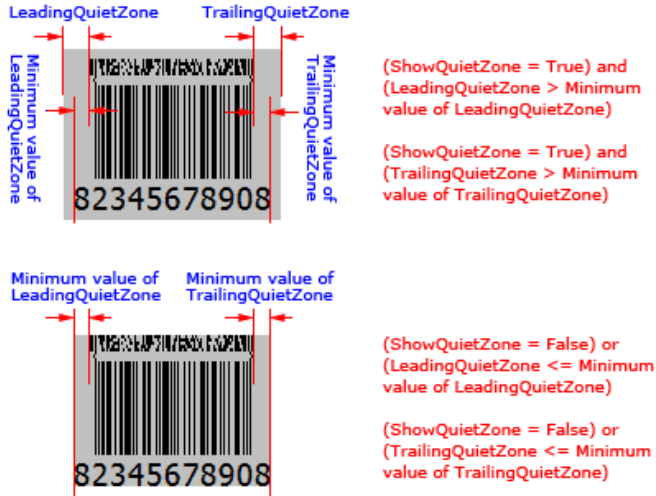 LeadingQuietZone
TrailingQuietZone
Minimum value of
LeadingQuietZone
Minimum value of
TrailingQuietZone
82345678908
(ShowQuietZone = True) and
(LeadingQuietZone > Minimum
value of LeadingQuietZone)
(ShowQuietZone = True) and
(TrailingQuietZone > Minimum
value of TrailingQuietZone)
Minimum value of
LeadingQuietZone
Minimum value of
TrailingQuietZone
82345678908
(ShowQuietZone = False) or
(LeadingQuietZone <= Minimum
value of LeadingQuietZone)
(ShowQuietZone = False) or
(TrailingQuietZone <= Minimum
value of TrailingQuietZone)